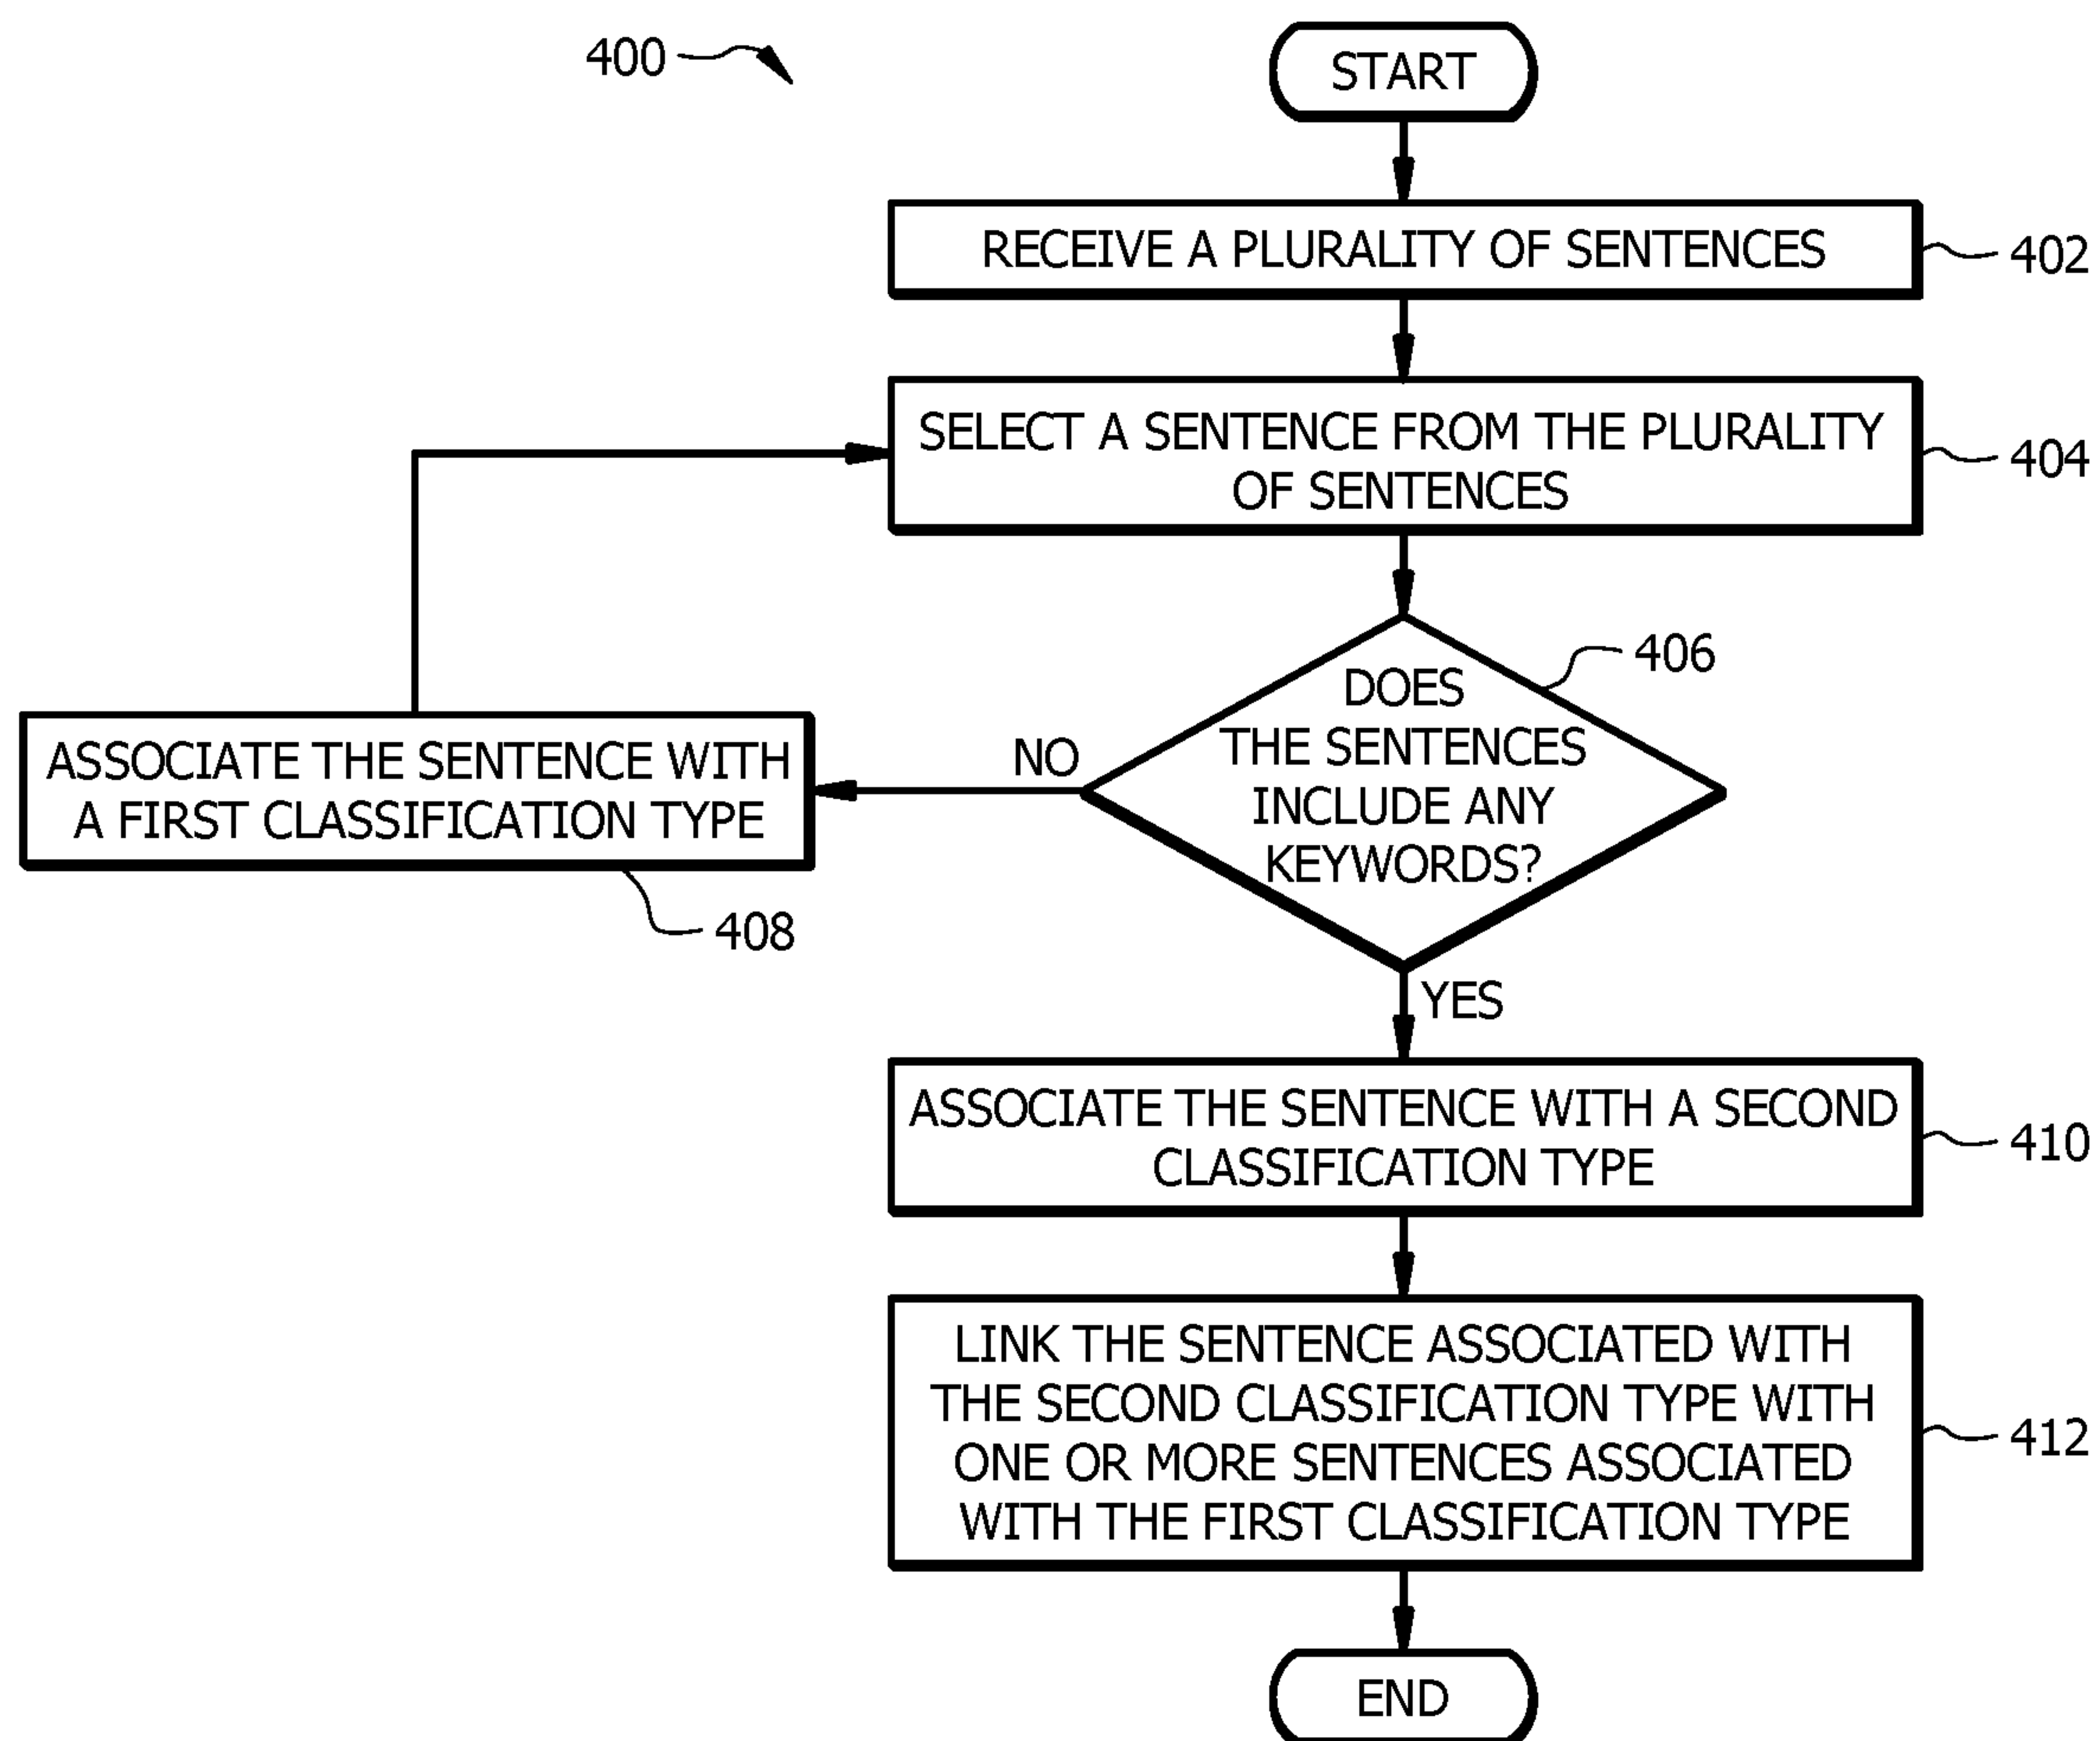 400
START
RECEIVE A PLURALITY OF SENTENCES
402
SELECT A SENTENCE FROM THE PLURALITY
OF SENTENCES
404
DOES
THE SENTENCES
INCLUDE ANY
KEYWORDS?
406
NO
ASSOCIATE THE SENTENCE WITH
A FIRST CLASSIFICATION TYPE
408
YES
ASSOCIATE THE SENTENCE WITH A SECOND
CLASSIFICATION TYPE
410
LINK THE SENTENCE ASSOCIATED WITH
THE SECOND CLASSIFICATION TYPE WITH
ONE OR MORE SENTENCES ASSOCIATED
WITH THE FIRST CLASSIFICATION TYPE
412
END